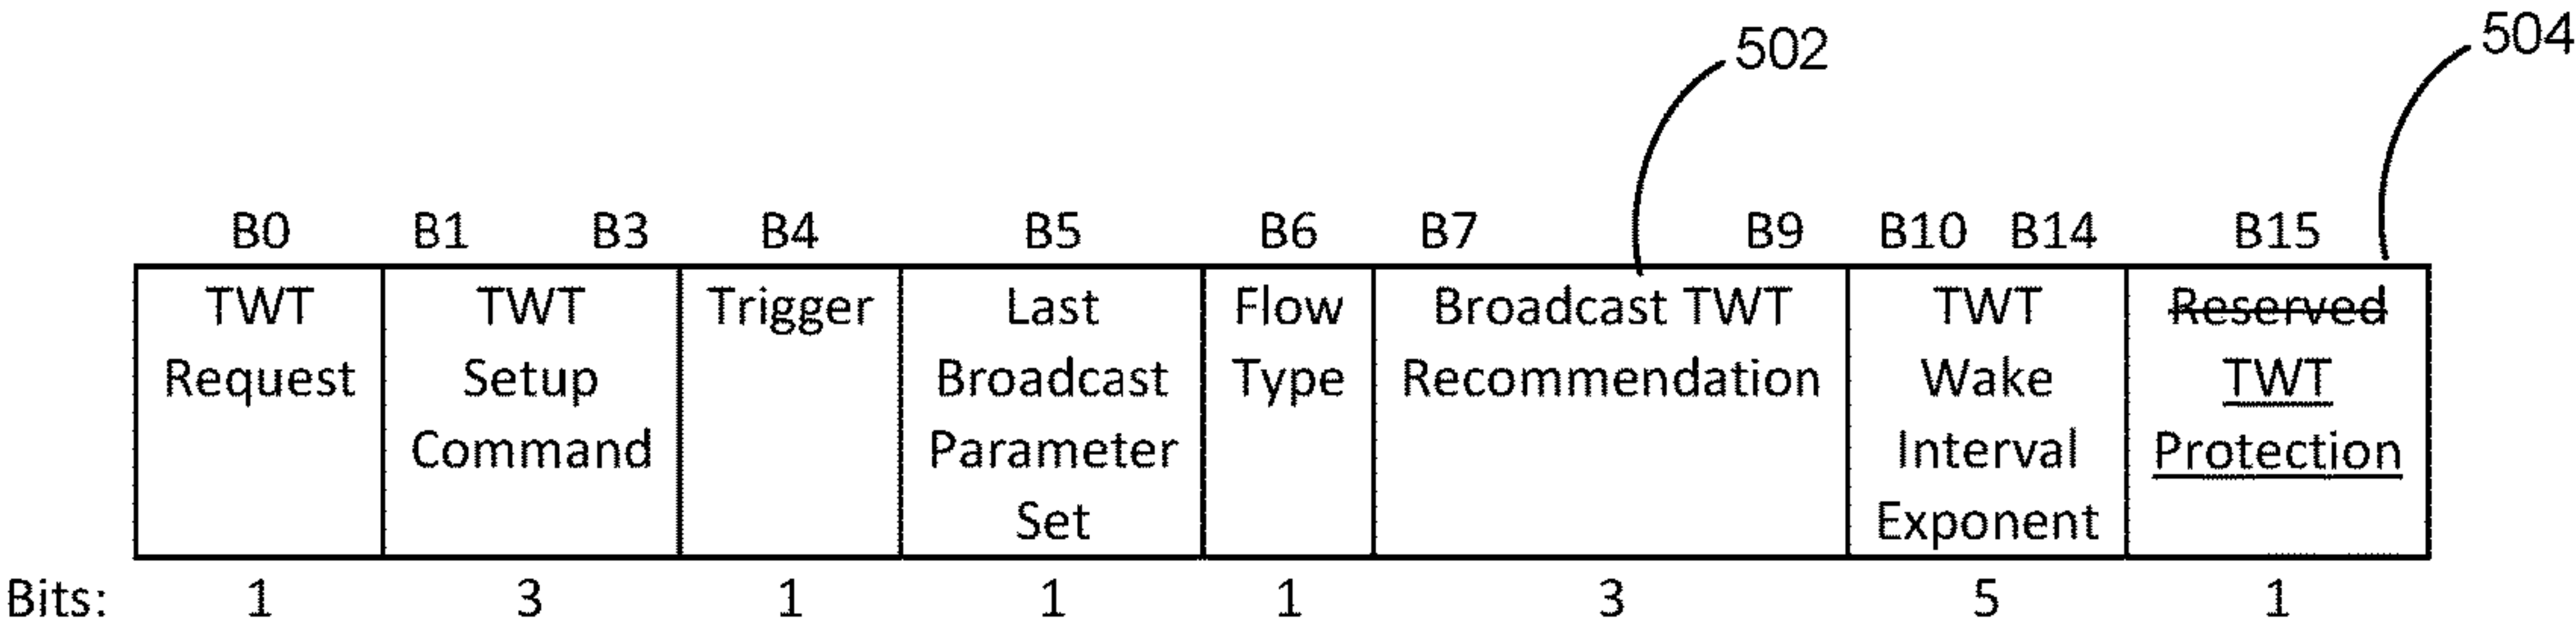 502
504
B0 B1 B3 B4 B5 B6 B7 B9 B10 B14 B15
TWT Request
TWT Setup Command
Trigger
Last Broadcast Parameter Set
Flow Type
Broadcast TWT Recommendation
TWT Wake Interval Exponent
Reserved TWT Protection
Bits: 1 3 1 1 1 3 5 1